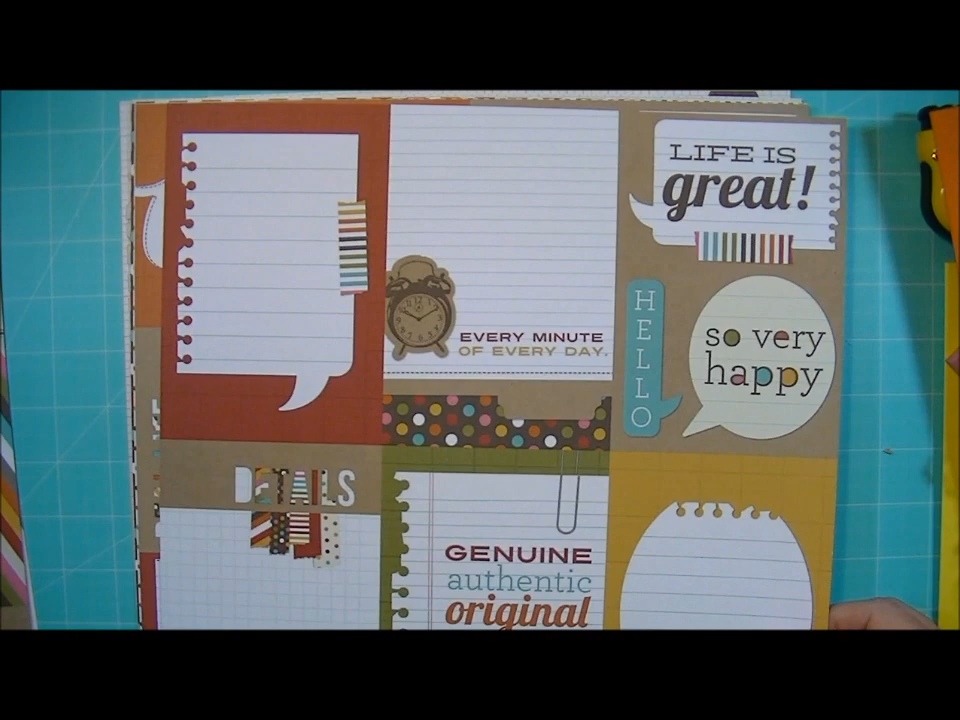 LIFE IS
great!
HELLO
so very
happy
EVERY MINUTE
OF EVERY DAY.
DETAILS
GENUINE
authentic
original